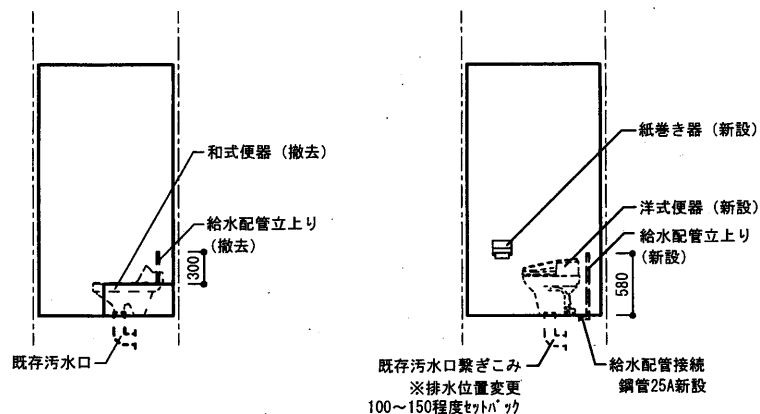 和式便器（撤去）
給水配管立上り
（撤去）
300
既存汚水口
紙巻き器（新設）
洋式便器（新設）
給水配管立上り
（新設）
580
既存汚水口繋ぎこみ
※排水位置変更
100～150程度ｾｯﾄﾊﾞｯｸ
給水配管接続
鋼管25A新設